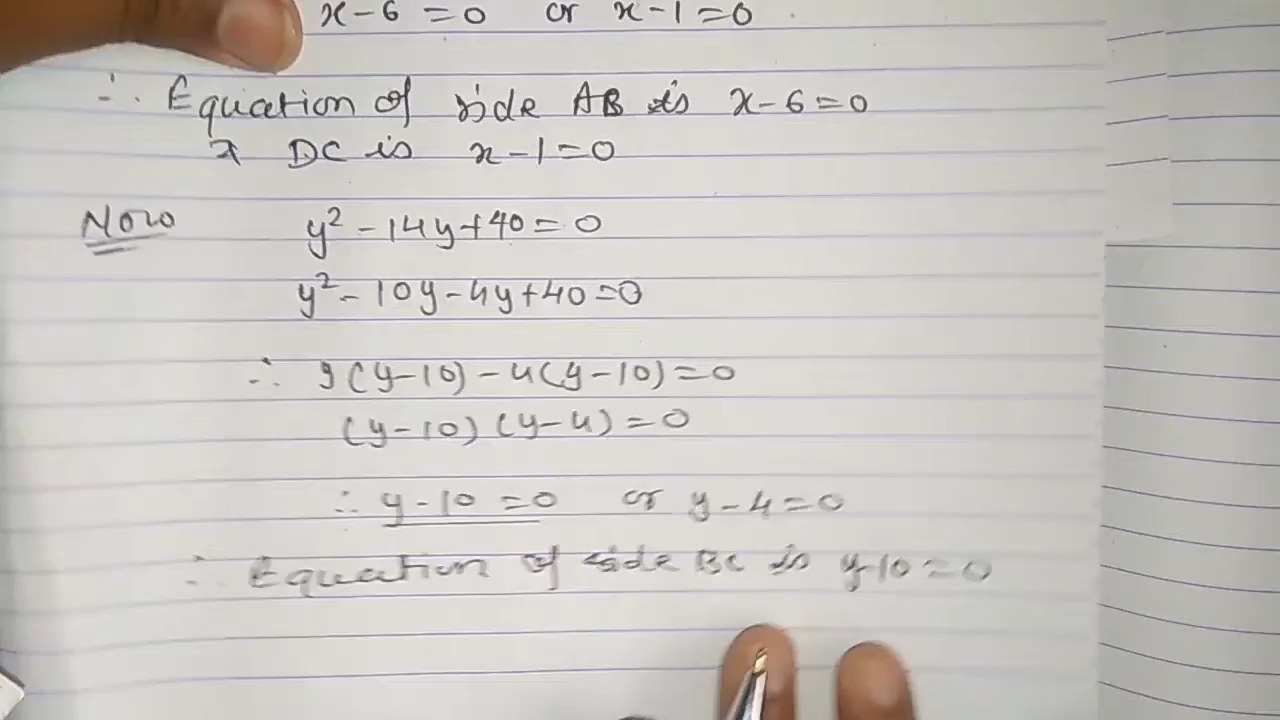 x - 6 = 0 or x - 1 = 0
∴ Equation of side AB is x - 6 = 0
& DC is x - 1 = 0
Now y² - 14y + 40 = 0
y² - 10y - 4y + 40 = 0
∴ y(y - 10) - 4(y - 10) = 0
(y - 10) (y - 4) = 0
∴ y - 10 = 0 or y - 4 = 0
∴ Equation of side BC is y - 10 = 0